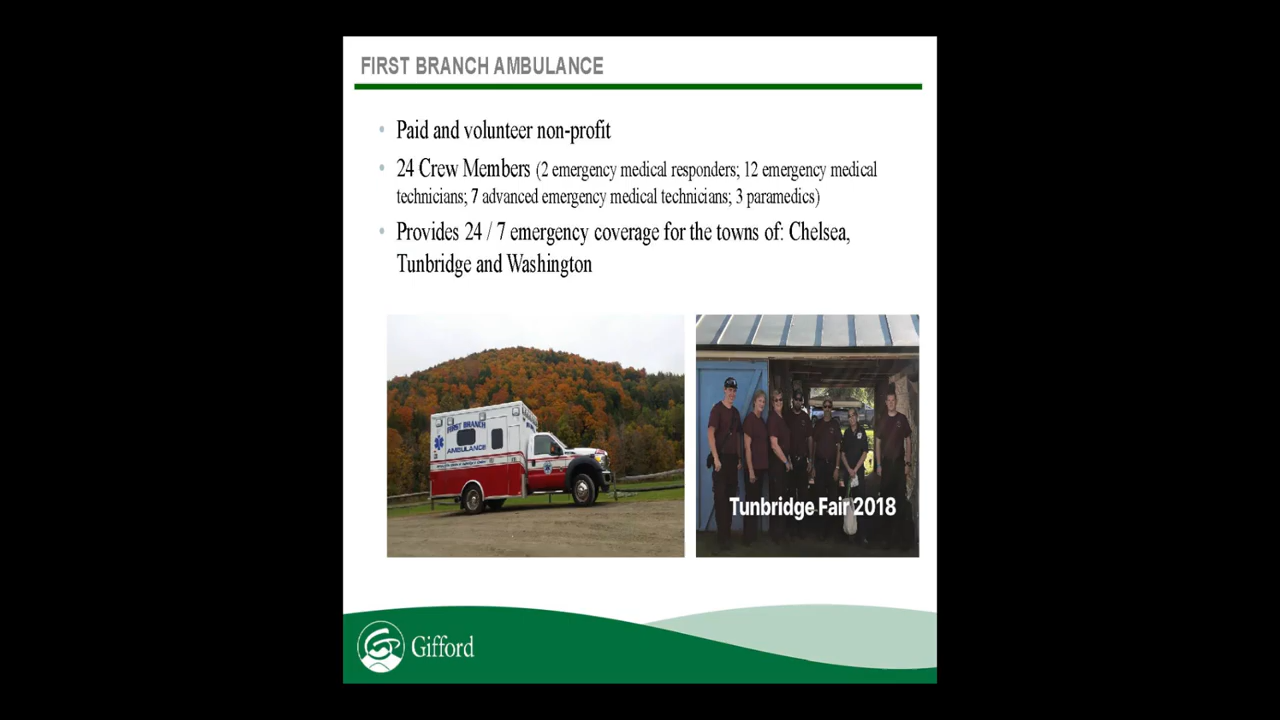 FIRST BRANCH AMBULANCE
• Paid and volunteer non-profit
• 24 Crew Members (2 emergency medical responders; 12 emergency medical
technicians; 7 advanced emergency medical technicians; 3 paramedics)
• Provides 24 / 7 emergency coverage for the towns of: Chelsea,
Tunbridge and Washington
FIRST BRANCH
AMBULANCE
Tunbridge Fair 2018
Gifford